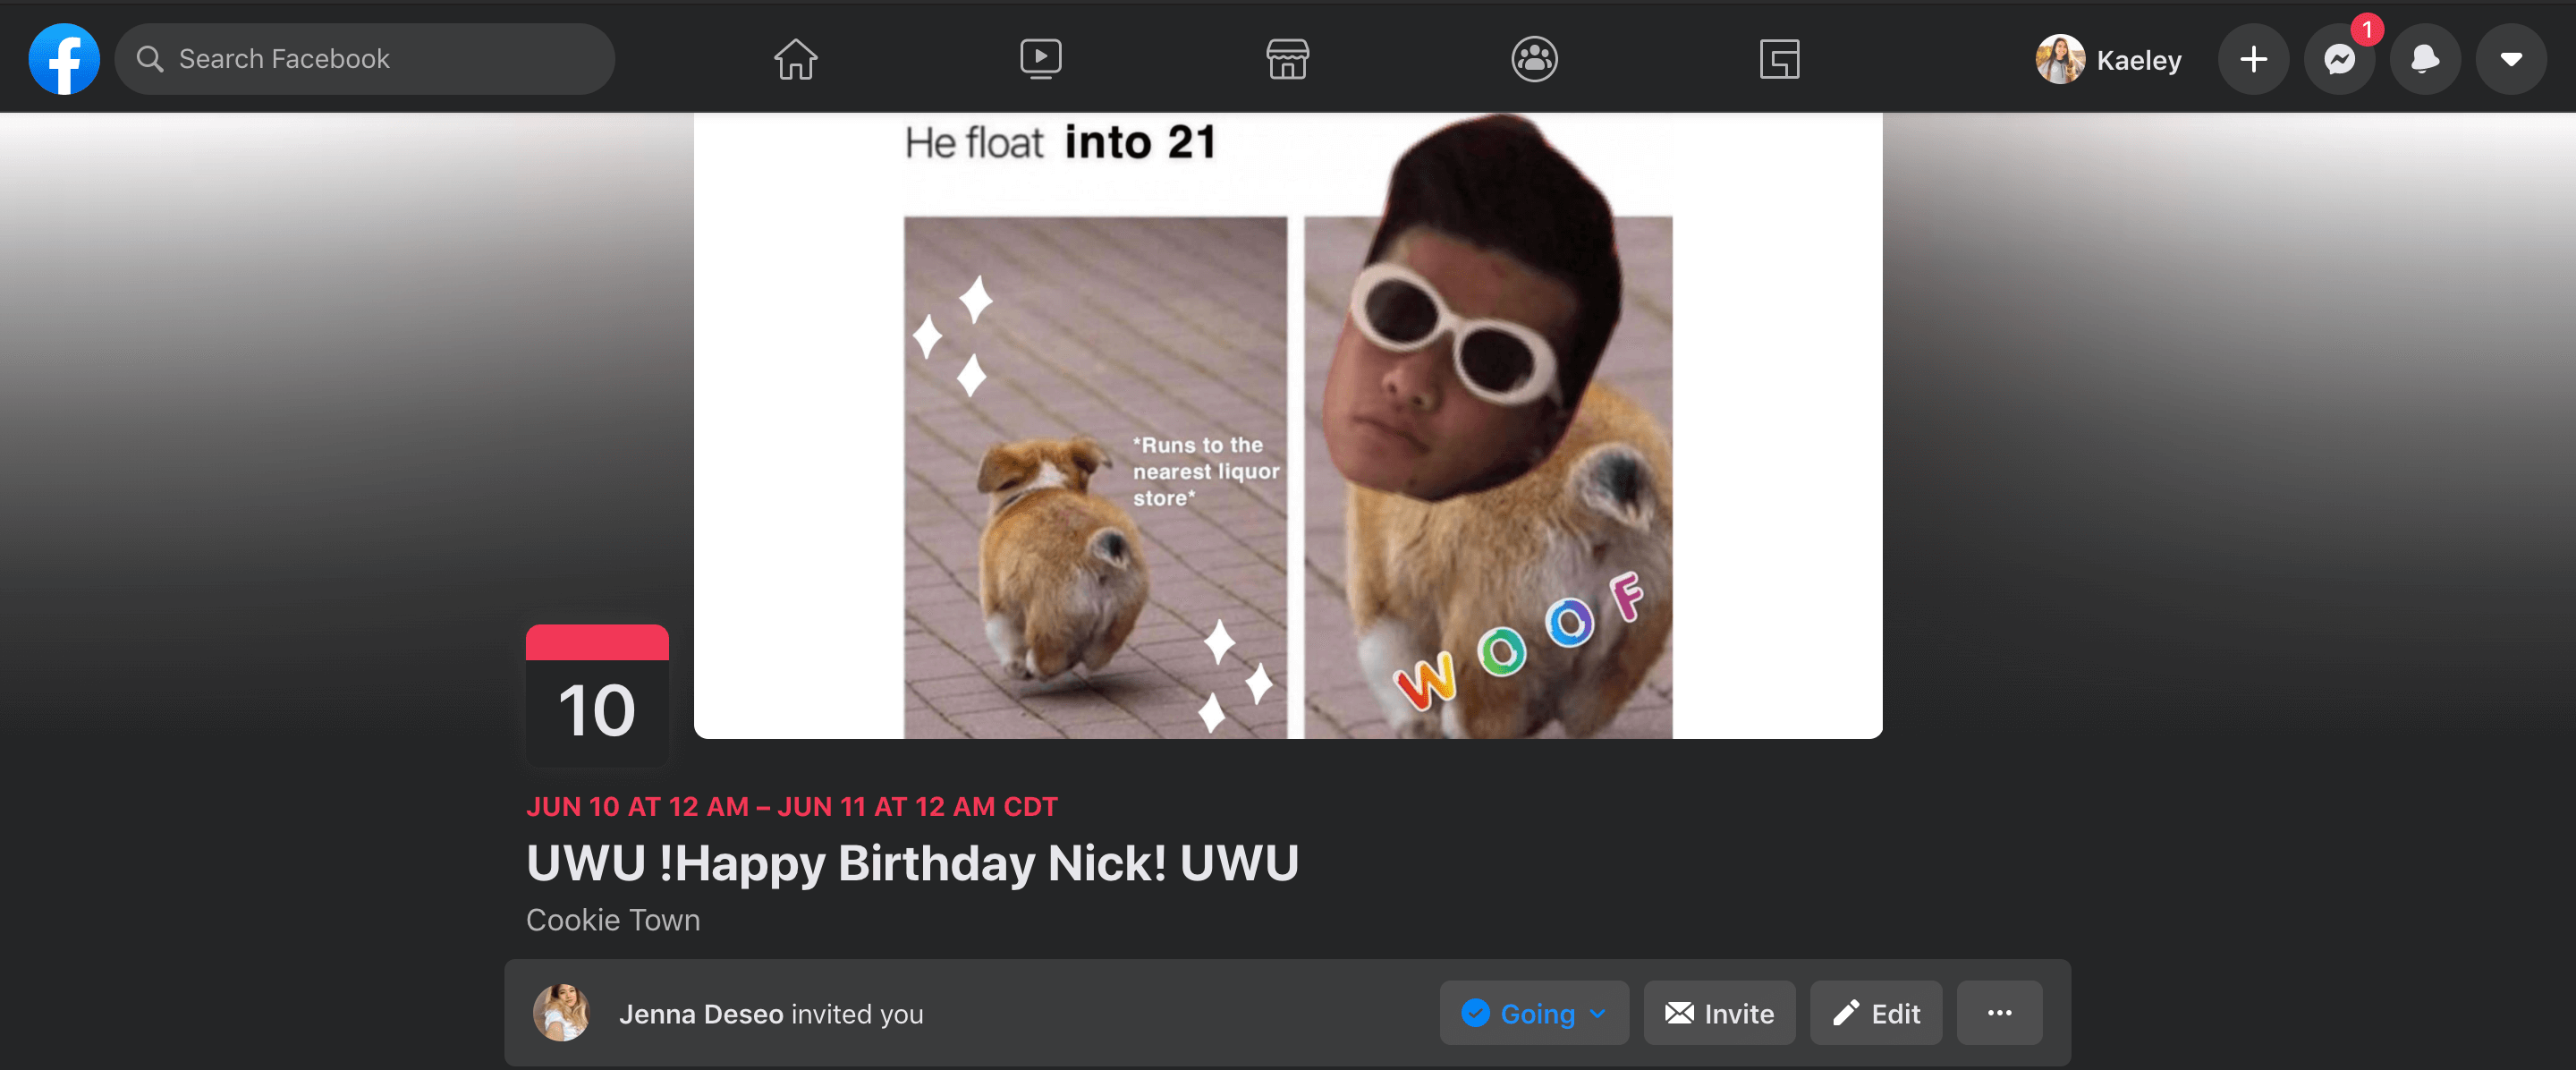 Search Facebook
Kaeley
1
He float into 21
*Runs to the
nearest liquor
store*
WOOF
10
JUN 10 AT 12 AM – JUN 11 AT 12 AM CDT
UWU !Happy Birthday Nick! UWU
Cookie Town
Jenna Deseo invited you
Going
Invite
Edit